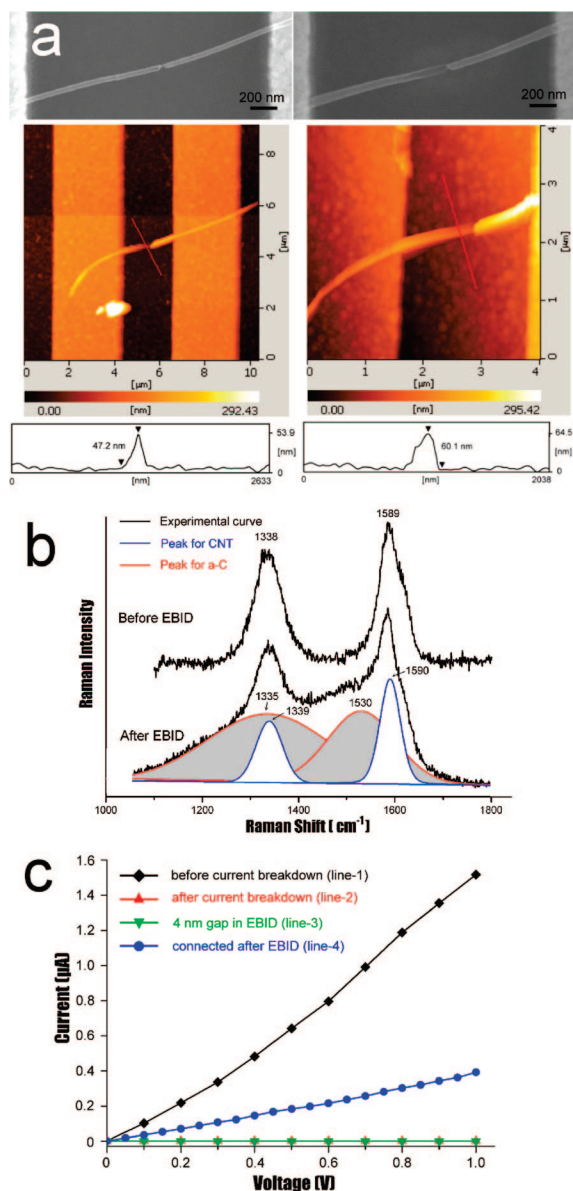 a
200 nm
200 nm
8
6
4
2
0
[µm]
2
4
6
8
10
[µm]
0.00
292.43
[nm]
4
3
2
1
0
[µm]
0
1
2
3
4
[µm]
0.00
295.42
[nm]
47.2 nm
53.9
[nm]
0
0
[nm]
2633
60.1 nm
64.5
[nm]
0
0
[nm]
2038
b
Experimental curve
Peak for CNT
Peak for a-C
1338
1589
Before EBID
Raman Intensity
After EBID
1335
1339
1530
1590
1000
1200
1400
1600
1800
Raman Shift [ cm-1]
c
1.6
1.4
1.2
1.0
0.8
0.6
0.4
0.2
0
Current (µA)
before current breakdown (line-1)
after current breakdown (line-2)
4 nm gap in EBID (line-3)
connected after EBID (line-4)
0
0.2
0.4
0.6
0.8
1.0
Voltage (V)